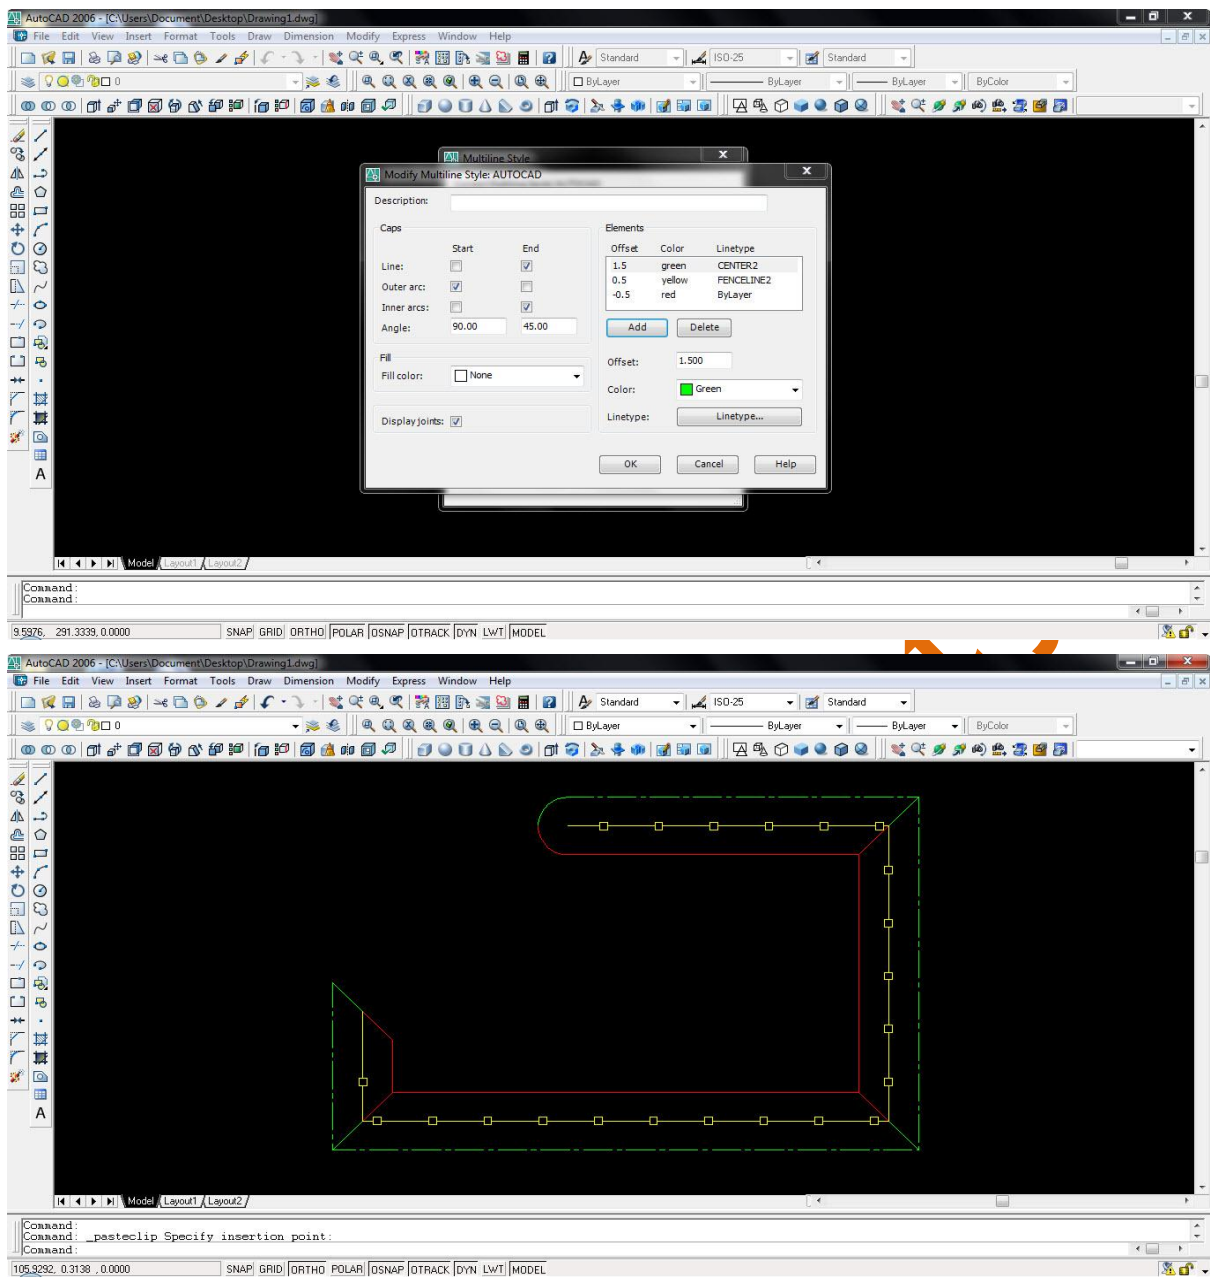 AutoCAD 2006 - [C:\Users\Document\Desktop\Drawing1.dwg]
File Edit View Insert Format Tools Draw Dimension Modify Express Window Help
Standard ISO-25 Standard
0 ByLayer ByLayer ByLayer ByColor
Multiline Style
Modify Multiline Style: AUTOCAD
Description:
Caps
Start End
Line:
Outer arc:
Inner arcs:
Angle: 90.00 45.00
Fill
Fill color: None
Display joints:
Elements
Offset Color Linetype
1.5 green CENTER2
0.5 yellow FENCELINE2
-0.5 red ByLayer
Add Delete
Offset: 1.500
Color: Green
Linetype: Linetype...
OK Cancel Help
A
Model Layout1 Layout2
Command:
Command:
9.5976, 291.3339, 0.0000 SNAP GRID ORTHO POLAR OSNAP OTRACK DYN LWT MODEL
AutoCAD 2006 - [C:\Users\Document\Desktop\Drawing1.dwg]
File Edit View Insert Format Tools Draw Dimension Modify Express Window Help
Standard ISO-25 Standard
0 ByLayer ByLayer ByLayer ByColor
A
Model Layout1 Layout2
Command:
Command: _pasteclip Specify insertion point:
Command:
105.9292, 0.3138 , 0.0000 SNAP GRID ORTHO POLAR OSNAP OTRACK DYN LWT MODEL